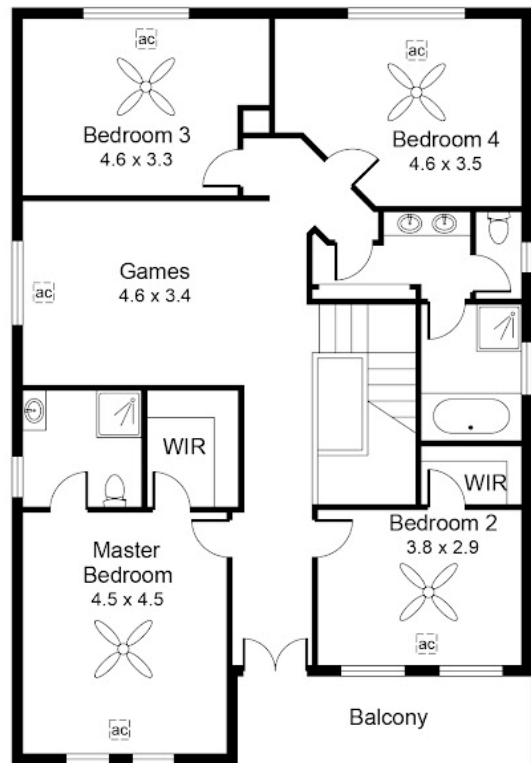 ac
Bedroom 3
4.6 x 3.3
ac
Bedroom 4
4.6 x 3.5
Games
4.6 x 3.4
ac
WIR
WIR
Master
Bedroom
4.5 x 4.5
ac
Bedroom 2
3.8 x 2.9
ac
Balcony